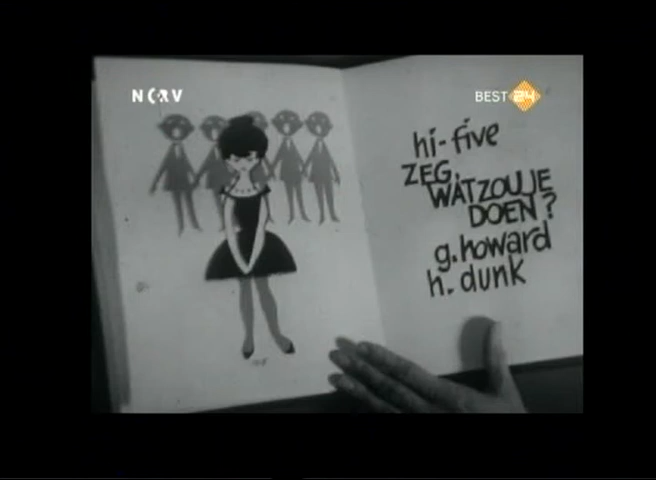 NCRV
BEST 24
hi-five
ZEG,
WAT ZOU JE
DOEN?
g. howard
h. dunk